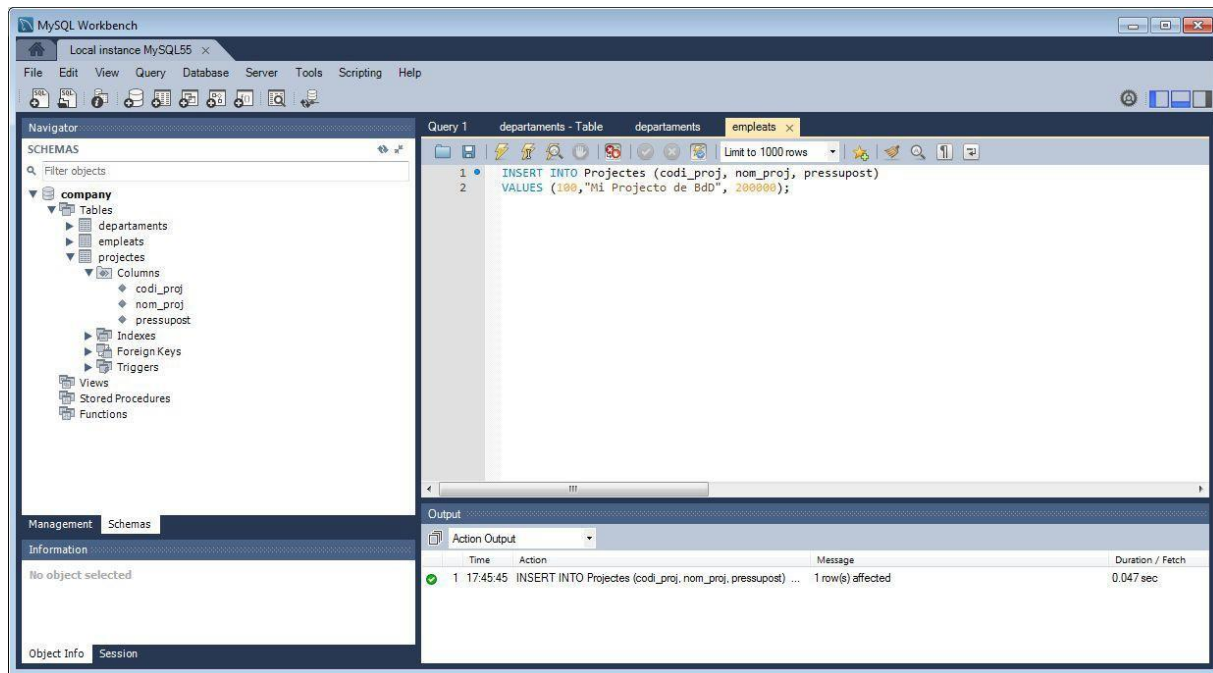 MySQL Workbench
Local instance MySQL55
File Edit View Query Database Server Tools Scripting Help
Navigator
SCHEMAS
Filter objects
company
Tables
departaments
empleats
projectes
Columns
codi_proj
nom_proj
pressupost
Indexes
Foreign Keys
Triggers
Views
Stored Procedures
Functions
Management Schemas
Information
No object selected
Object Info Session
Query 1 departaments - Table departaments empleats
Limit to 1000 rows
1 INSERT INTO Projectes (codi_proj, nom_proj, pressupost)
2 VALUES (100,"Mi Projecto de BdD", 200000);
Output
Action Output
Time Action Message Duration / Fetch
1 17:45:45 INSERT INTO Projectes (codi_proj, nom_proj, pressupost) ... 1 row(s) affected 0.047 sec